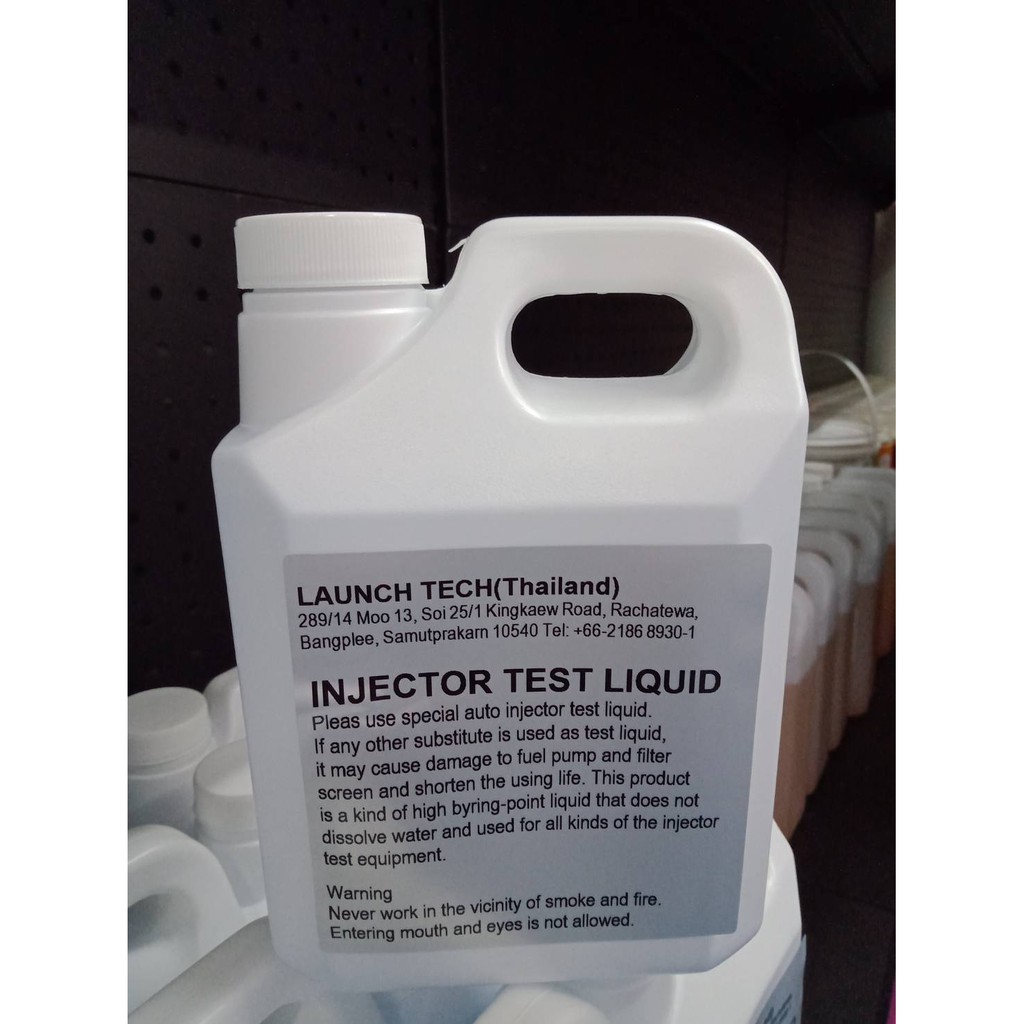 LAUNCH TECH(Thailand)
289/14 Moo 13, Soi 25/1 Kingkaew Road, Rachatewa,
Bangplee, Samutprakarn 10540 Tel: +66-2186 8930-1
INJECTOR TEST LIQUID
Pleas use special auto injector test liquid.
If any other substitute is used as test liquid,
it may cause damage to fuel pump and filter
screen and shorten the using life. This product
is a kind of high byring-point liquid that does not
dissolve water and used for all kinds of the injector
test equipment.
Warning
Never work in the vicinity of smoke and fire.
Entering mouth and eyes is not allowed.